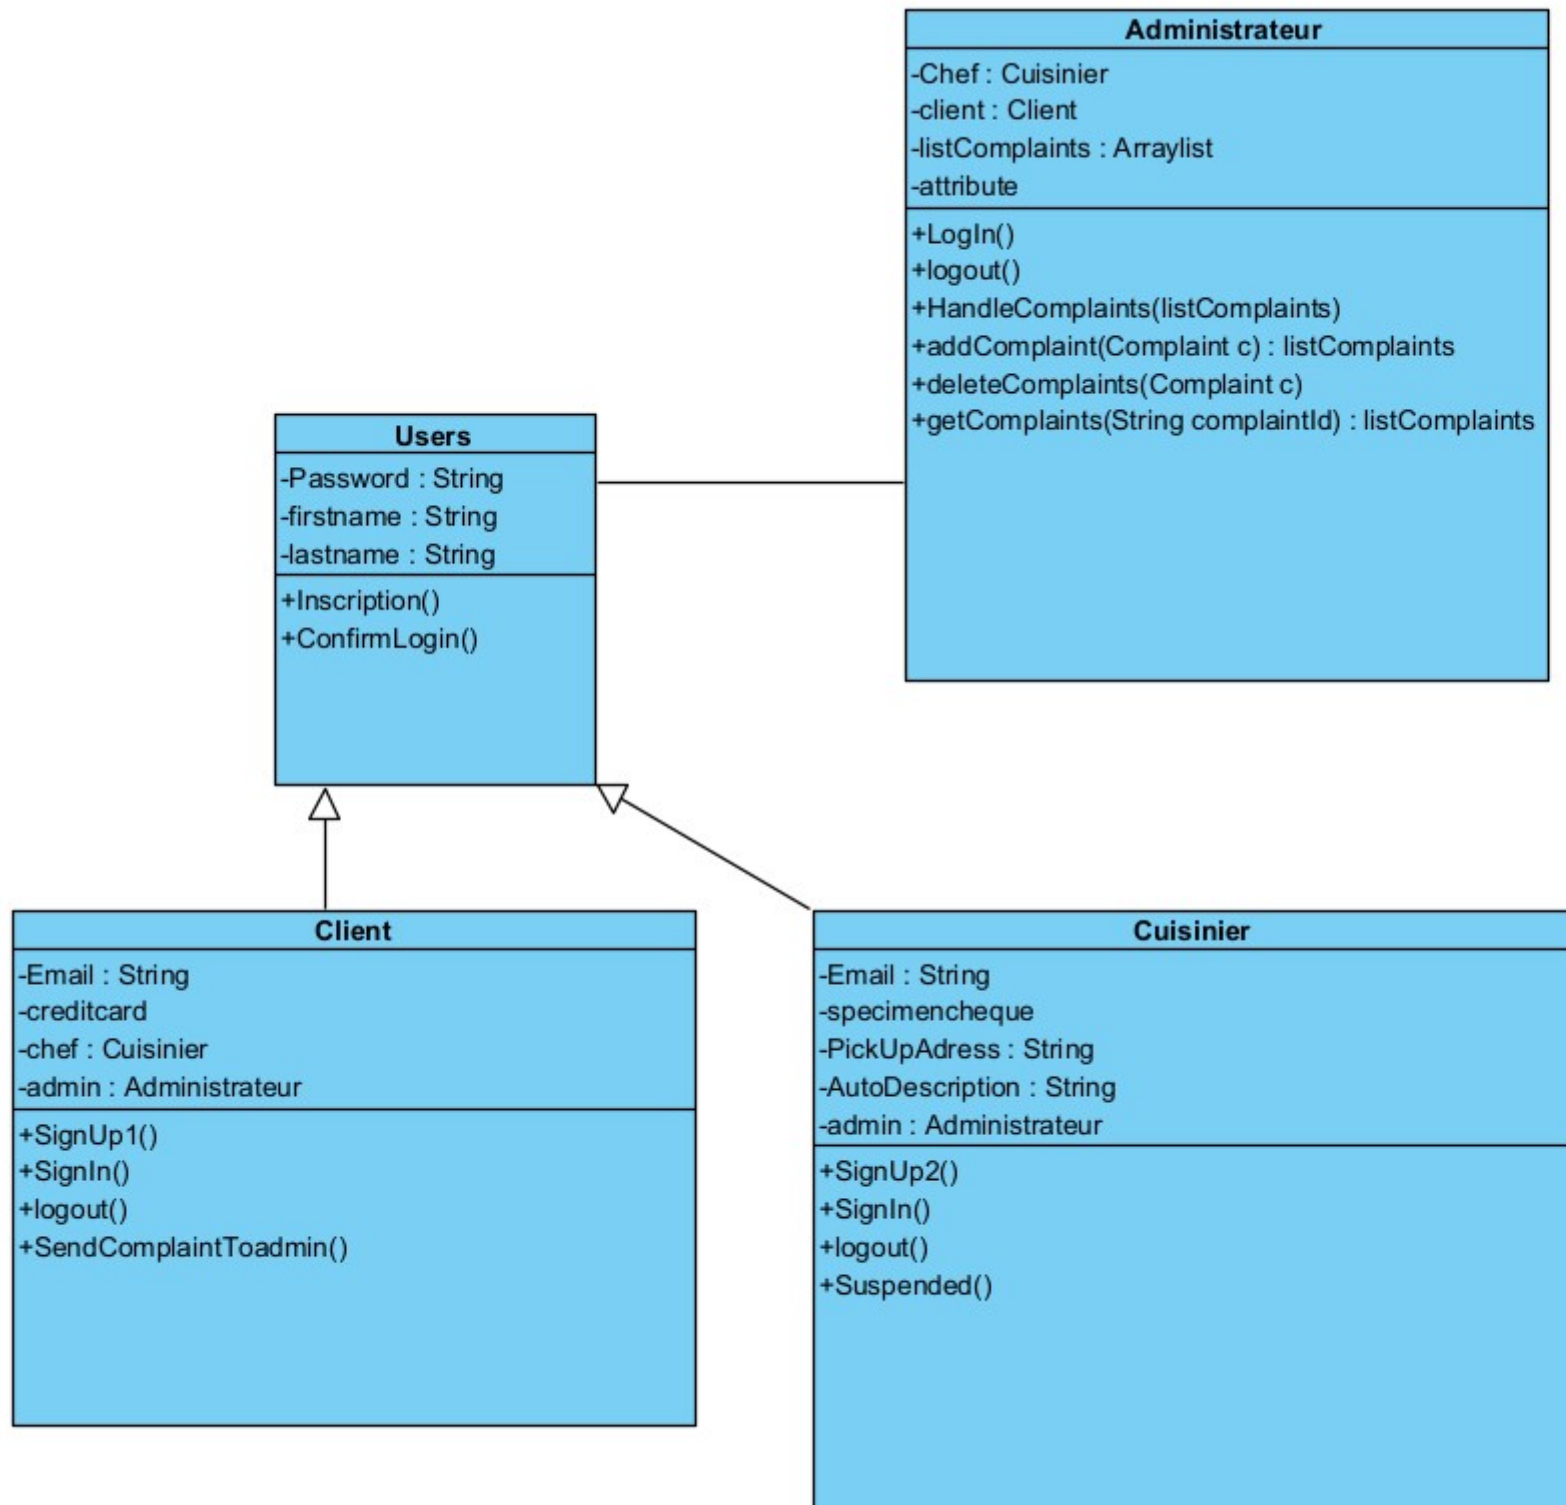 Administrateur
-Chef : Cuisinier
-client : Client
-listComplaints : Arraylist
-attribute
+LogIn()
+logout()
+HandleComplaints(listComplaints)
+addComplaint(Complaint c) : listComplaints
+deleteComplaints(Complaint c)
+getComplaints(String complaintId) : listComplaints
Users
-Password : String
-firstname : String
-lastname : String
+Inscription()
+ConfirmLogin()
Client
-Email : String
-creditcard
-chef : Cuisinier
-admin : Administrateur
+SignUp1()
+SignIn()
+logout()
+SendComplaintToadmin()
Cuisinier
-Email : String
-specimencheque
-PickUpAdress : String
-AutoDescription : String
-admin : Administrateur
+SignUp2()
+SignIn()
+logout()
+Suspended()